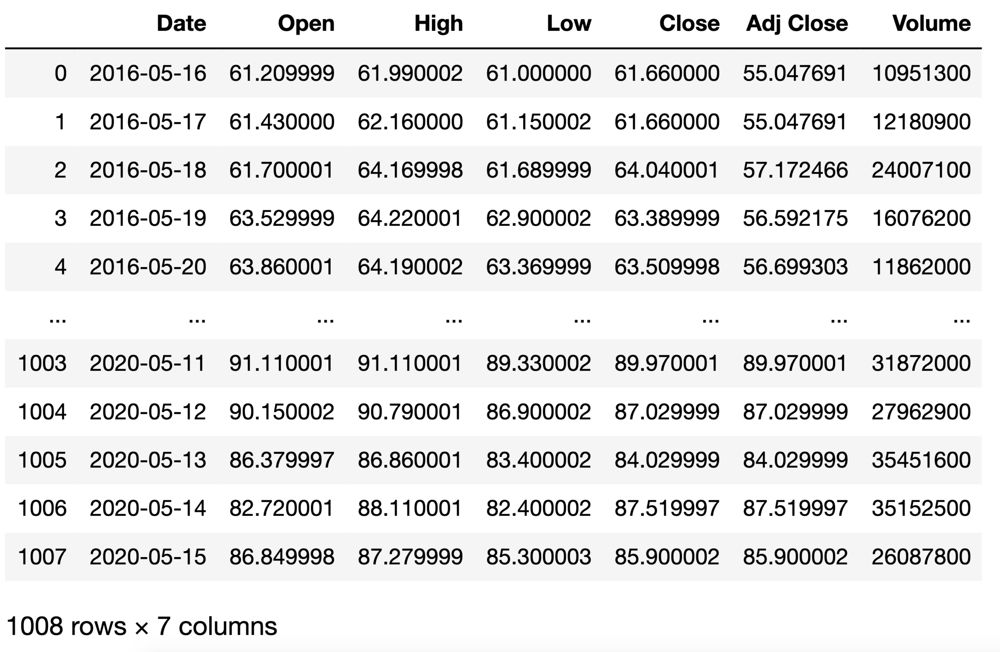 Date Open High Low Close Adj Close Volume
0 2016-05-16 61.209999 61.990002 61.000000 61.660000 55.047691 10951300
1 2016-05-17 61.430000 62.160000 61.150002 61.660000 55.047691 12180900
2 2016-05-18 61.700001 64.169998 61.689999 64.040001 57.172466 24007100
3 2016-05-19 63.529999 64.220001 62.900002 63.389999 56.592175 16076200
4 2016-05-20 63.860001 64.190002 63.369999 63.509998 56.699303 11862000
... ... ... ... ... ... ... ...
1003 2020-05-11 91.110001 91.110001 89.330002 89.970001 89.970001 31872000
1004 2020-05-12 90.150002 90.790001 86.900002 87.029999 87.029999 27962900
1005 2020-05-13 86.379997 86.860001 83.400002 84.029999 84.029999 35451600
1006 2020-05-14 82.720001 88.110001 82.400002 87.519997 87.519997 35152500
1007 2020-05-15 86.849998 87.279999 85.300003 85.900002 85.900002 26087800
1008 rows × 7 columns